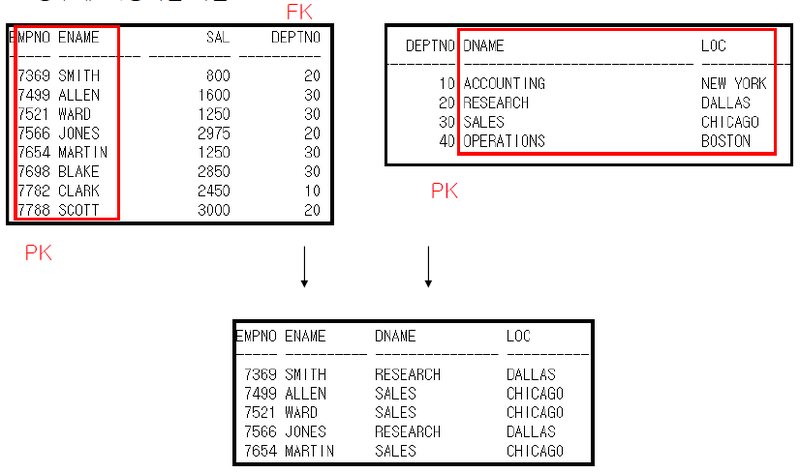 FK
EMPNO ENAME SAL DEPTNO
7369 SMITH 800 20
7499 ALLEN 1600 30
7521 WARD 1250 30
7566 JONES 2975 20
7654 MARTIN 1250 30
7698 BLAKE 2850 30
7782 CLARK 2450 10
7788 SCOTT 3000 20
PK
DEPTNO DNAME LOC
10 ACCOUNTING NEW YORK
20 RESEARCH DALLAS
30 SALES CHICAGO
40 OPERATIONS BOSTON
PK
EMPNO ENAME DNAME LOC
7369 SMITH RESEARCH DALLAS
7499 ALLEN SALES CHICAGO
7521 WARD SALES CHICAGO
7566 JONES RESEARCH DALLAS
7654 MARTIN SALES CHICAGO